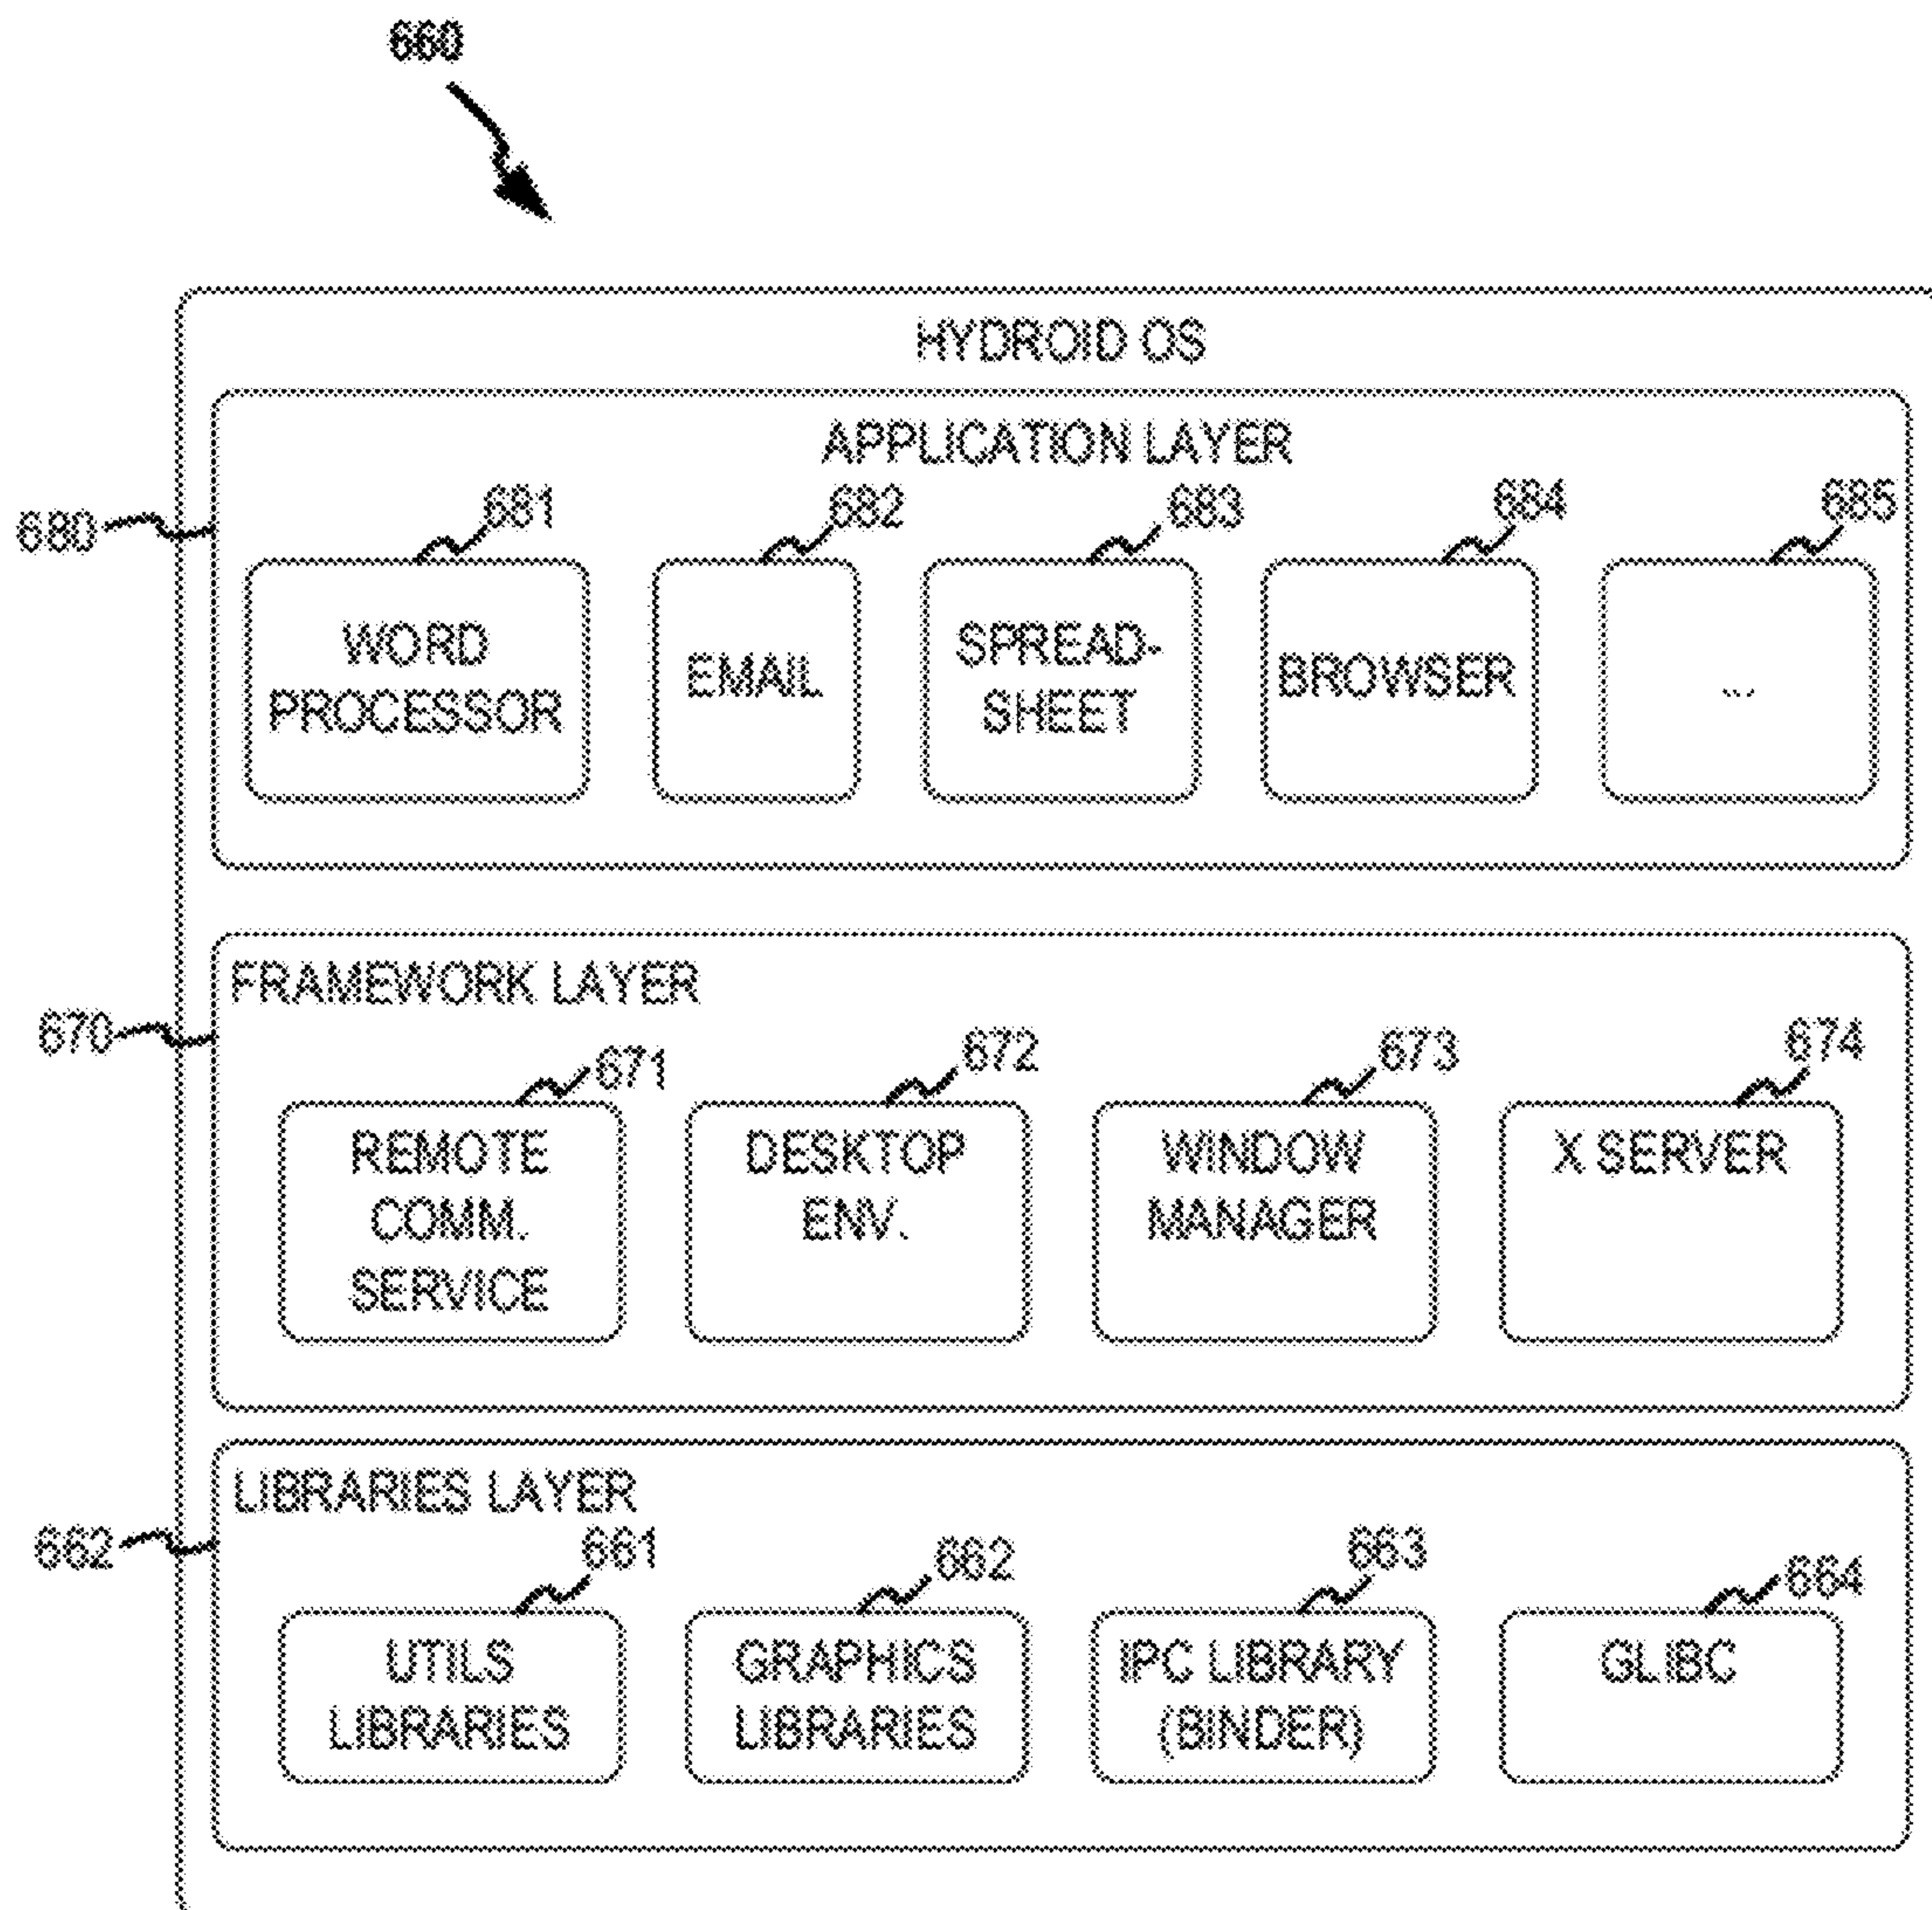 660
HYDROID OS
APPLICATION LAYER
680
681
682
683
684
685
WORD
PROCESSOR
EMAIL
SPREAD-
SHEET
BROWSER
...
FRAMEWORK LAYER
670
671
672
673
674
REMOTE
COMM.
SERVICE
DESKTOP
ENV.
WINDOW
MANAGER
X SERVER
LIBRARIES LAYER
662
661
662
663
664
UTILS
LIBRARIES
GRAPHICS
LIBRARIES
IPC LIBRARY
(BINDER)
GLIBC